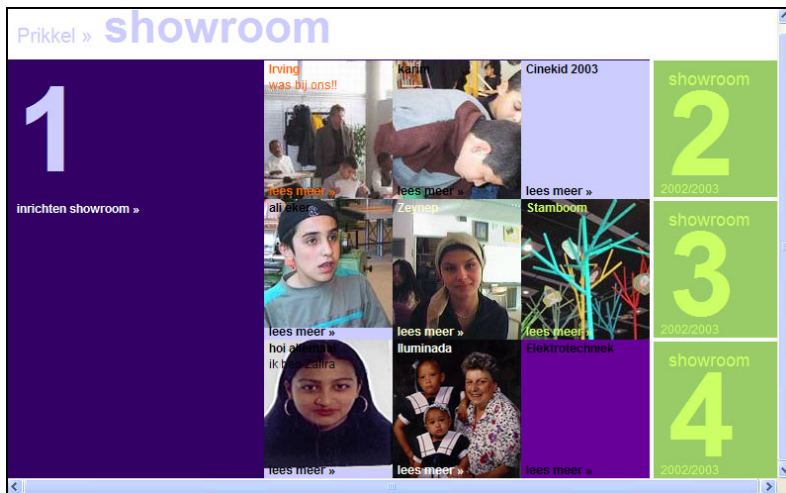 Prikkel » showroom
1
inrichten showroom »
Irving
was bij ons!!
lees meer »
karim
lees meer »
Cinekid 2003
lees meer »
showroom
2
2002/2003
ali eker
lees meer »
Zeynep
lees meer »
Stamboom
lees meer »
showroom
3
2002/2003
hoi allemaal
ik ben Zalira
lees meer »
Iluminada
lees meer »
Elektrotechniek
lees meer »
showroom
4
2002/2003